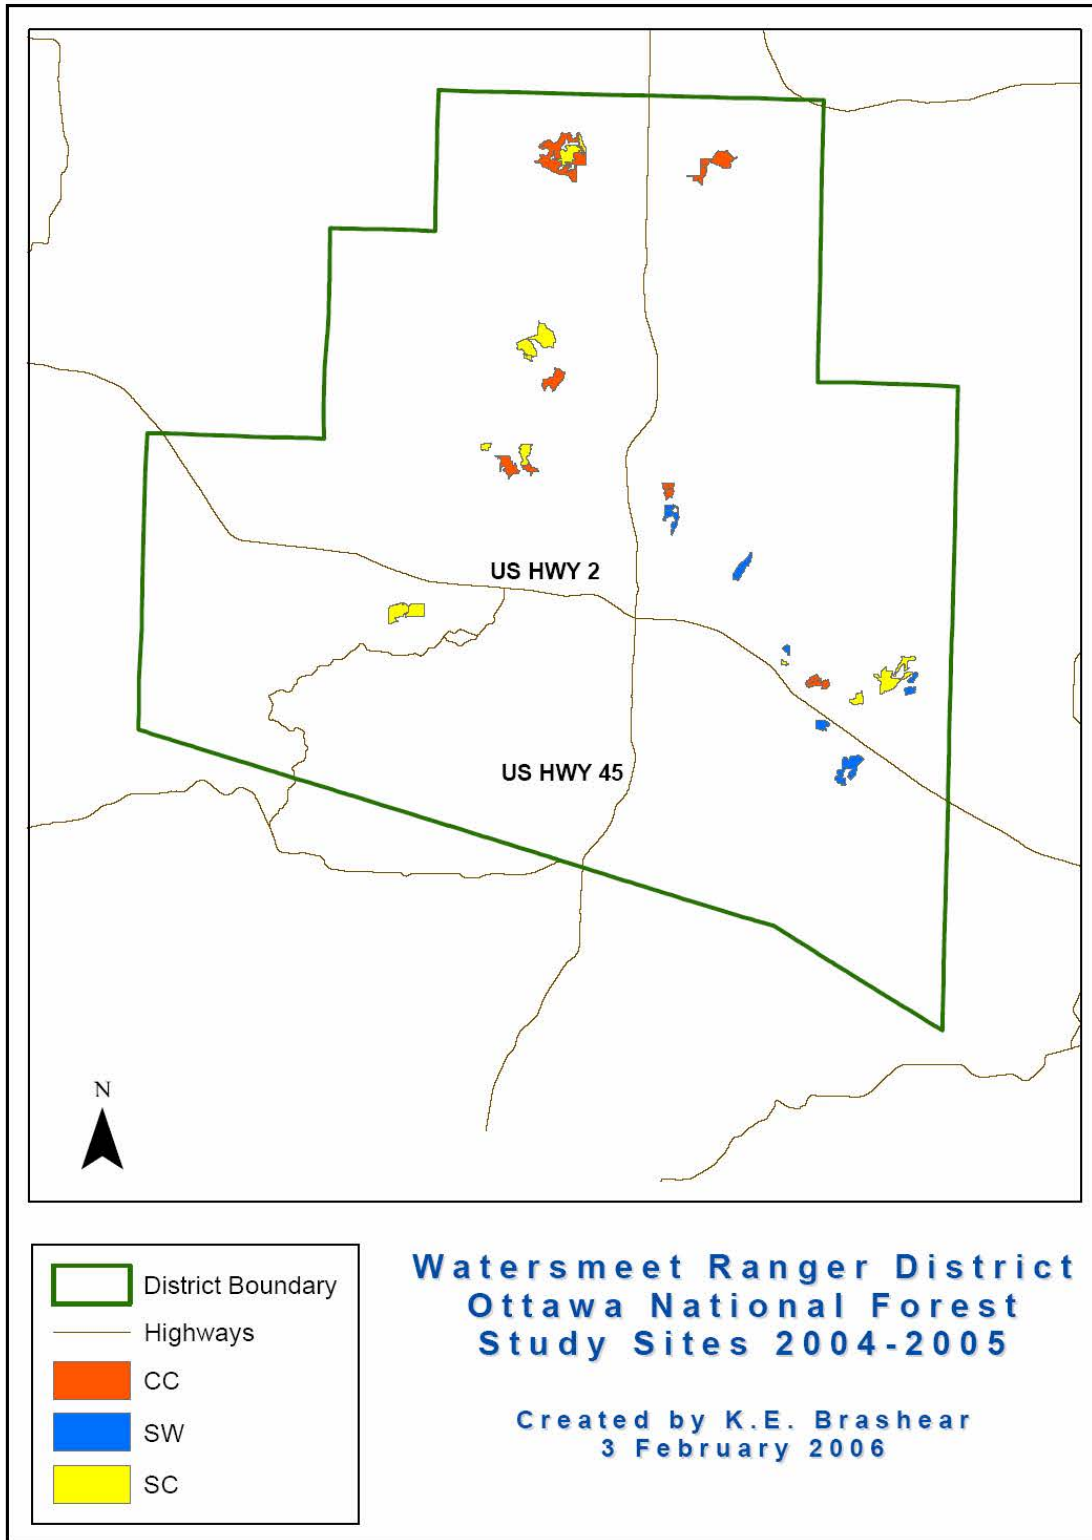 US HWY 2
US HWY 45
N
District Boundary
Highways
CC
SW
SC
Watersmeet Ranger District
Ottawa National Forest
Study Sites 2004-2005
Created by K.E. Brashear
3 February 2006